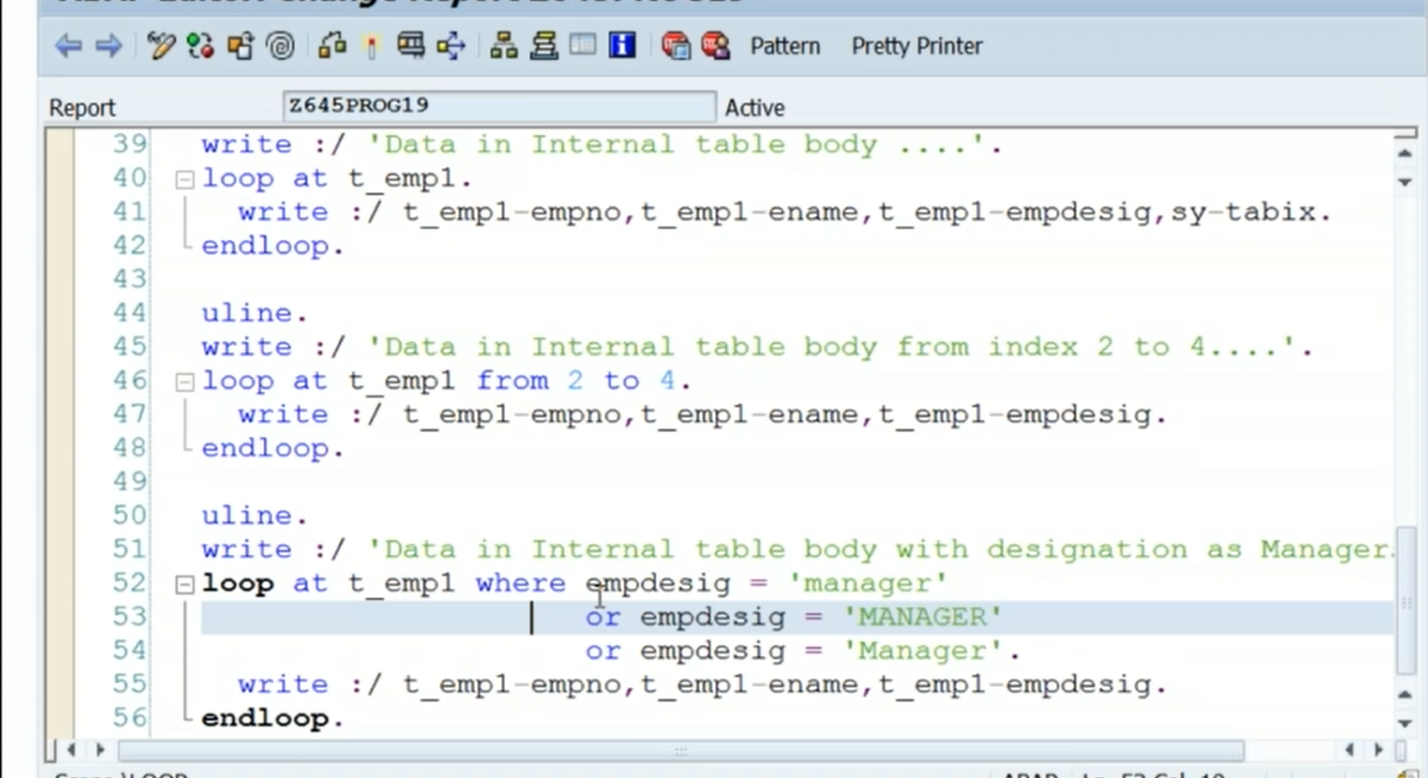 Pattern Pretty Printer
Report Z645PROG19 Active
39 write :/ 'Data in Internal table body ....'.
40 loop at t_emp1.
41 write :/ t_emp1-empno,t_emp1-ename,t_emp1-empdesig,sy-tabix.
42 endloop.
43
44 uline.
45 write :/ 'Data in Internal table body from index 2 to 4....'.
46 loop at t_emp1 from 2 to 4.
47 write :/ t_emp1-empno,t_emp1-ename,t_emp1-empdesig.
48 endloop.
49
50 uline.
51 write :/ 'Data in Internal table body with designation as Manager.
52 loop at t_emp1 where empdesig = 'manager'
53 or empdesig = 'MANAGER'
54 or empdesig = 'Manager'.
55 write :/ t_emp1-empno,t_emp1-ename,t_emp1-empdesig.
56 endloop.